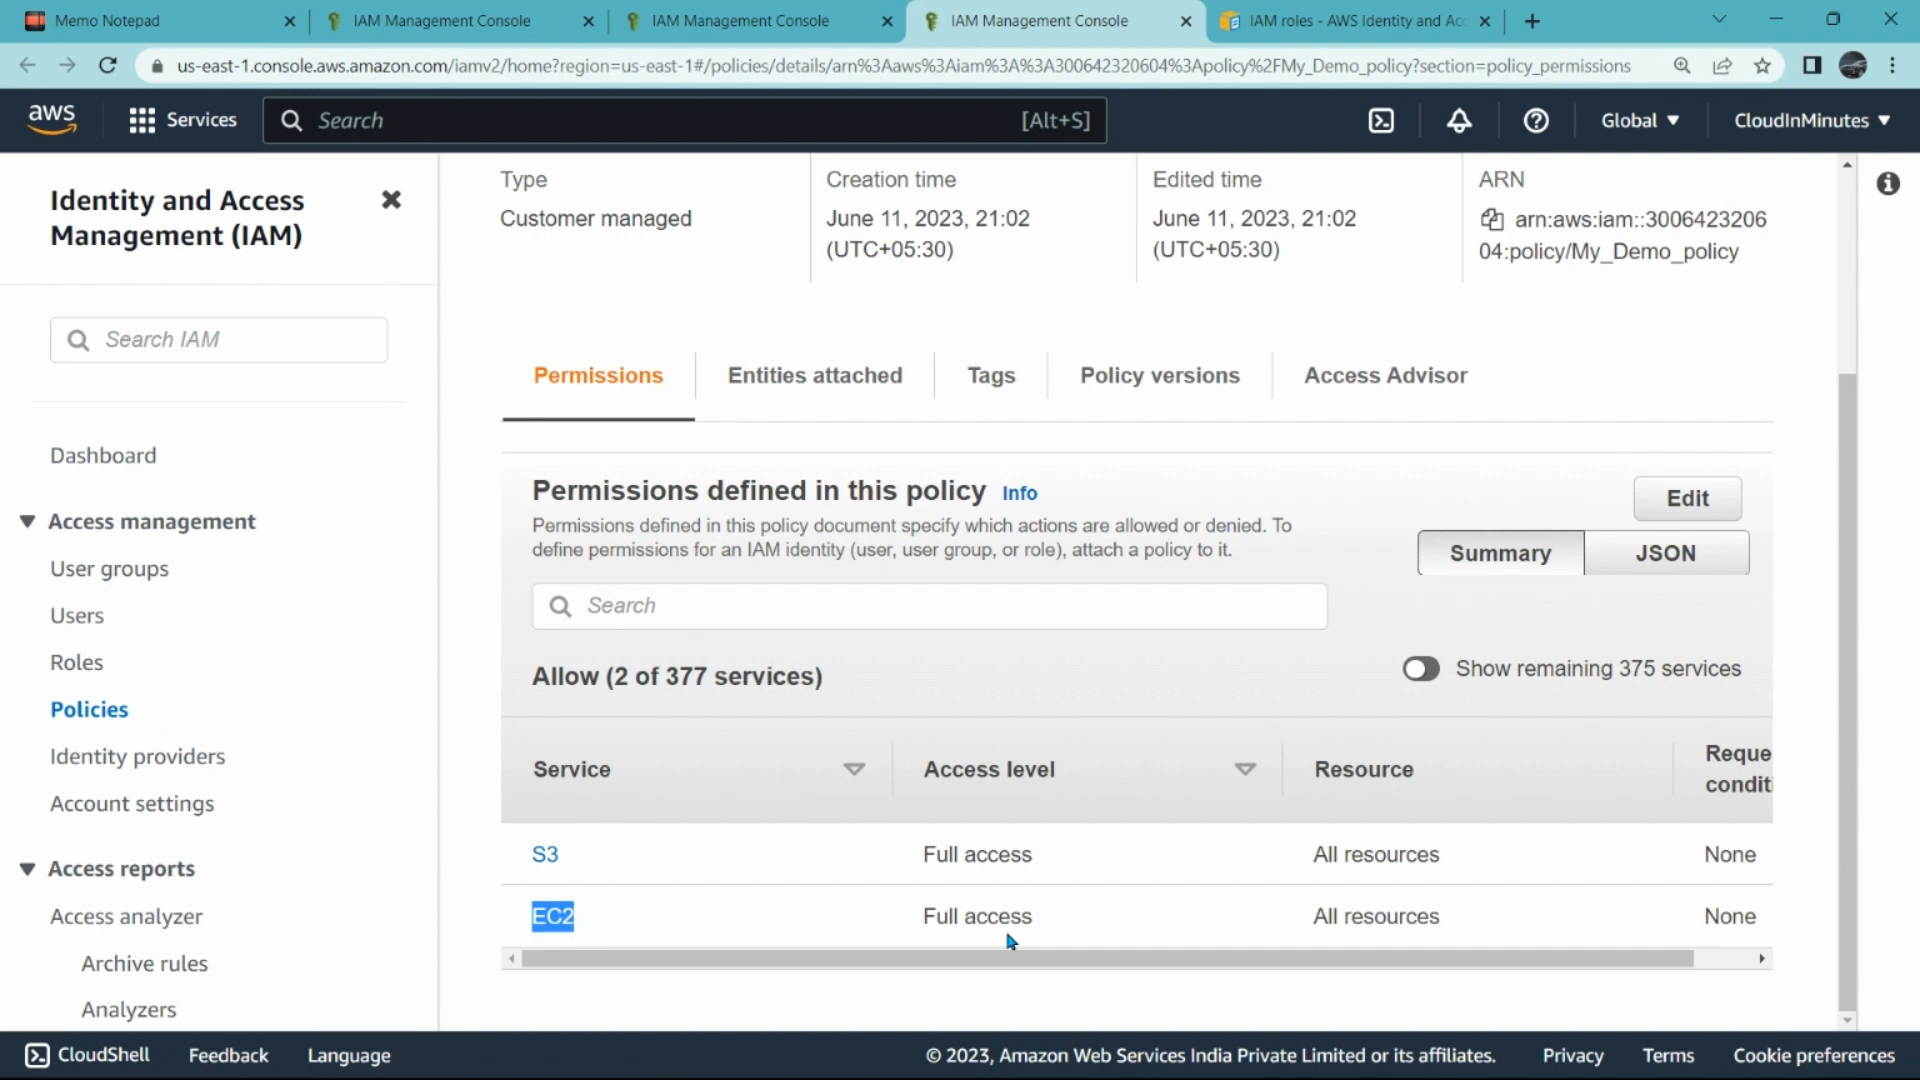 Memo Notepad
IAM Management Console
IAM Management Console
IAM Management Console
IAM roles - AWS Identity and Acc
us-east-1.console.aws.amazon.com/iamv2/home?region=us-east-1#/policies/details/arn%3Aaws%3Aiam%3A%3A300642320604%3Apolicy%2FMy_Demo_policy?section=policy_permissions
aws
Services
Search
[Alt+S]
Global
CloudInMinutes
Identity and Access
Management (IAM)
Search IAM
Dashboard
Access management
User groups
Users
Roles
Policies
Identity providers
Account settings
Access reports
Access analyzer
Archive rules
Analyzers
Type
Customer managed
Creation time
June 11, 2023, 21:02
(UTC+05:30)
Edited time
June 11, 2023, 21:02
(UTC+05:30)
ARN
arn:aws:iam::3006423206
04:policy/My_Demo_policy
Permissions
Entities attached
Tags
Policy versions
Access Advisor
Permissions defined in this policy Info
Permissions defined in this policy document specify which actions are allowed or denied. To
define permissions for an IAM identity (user, user group, or role), attach a policy to it.
Edit
Summary
JSON
Search
Allow (2 of 377 services)
Show remaining 375 services
Service
Access level
Resource
Reque
conditi
S3
Full access
All resources
None
EC2
Full access
All resources
None
CloudShell
Feedback
Language
© 2023, Amazon Web Services India Private Limited or its affiliates.
Privacy
Terms
Cookie preferences